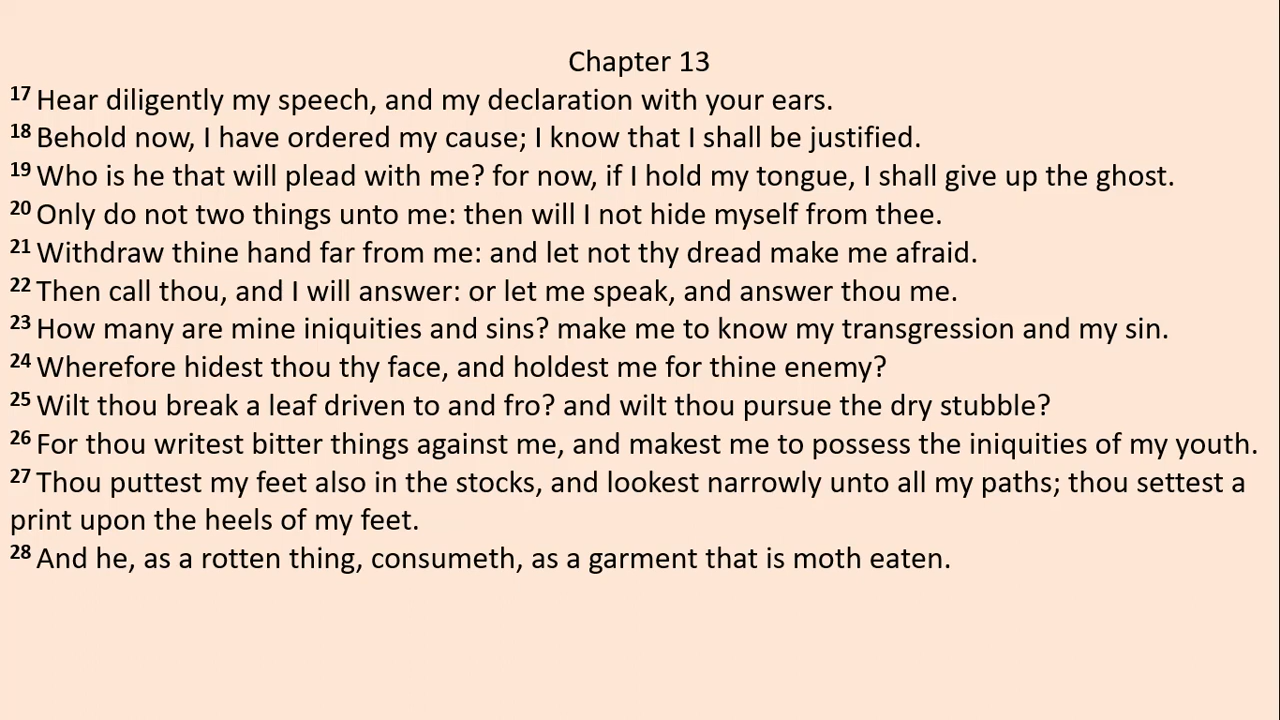 Chapter 13
17 Hear diligently my speech, and my declaration with your ears.
18 Behold now, I have ordered my cause; I know that I shall be justified.
19 Who is he that will plead with me? for now, if I hold my tongue, I shall give up the ghost.
20 Only do not two things unto me: then will I not hide myself from thee.
21 Withdraw thine hand far from me: and let not thy dread make me afraid.
22 Then call thou, and I will answer: or let me speak, and answer thou me.
23 How many are mine iniquities and sins? make me to know my transgression and my sin.
24 Wherefore hidest thou thy face, and holdest me for thine enemy?
25 Wilt thou break a leaf driven to and fro? and wilt thou pursue the dry stubble?
26 For thou writest bitter things against me, and makest me to possess the iniquities of my youth.
27 Thou puttest my feet also in the stocks, and lookest narrowly unto all my paths; thou settest a
print upon the heels of my feet.
28 And he, as a rotten thing, consumeth, as a garment that is moth eaten.